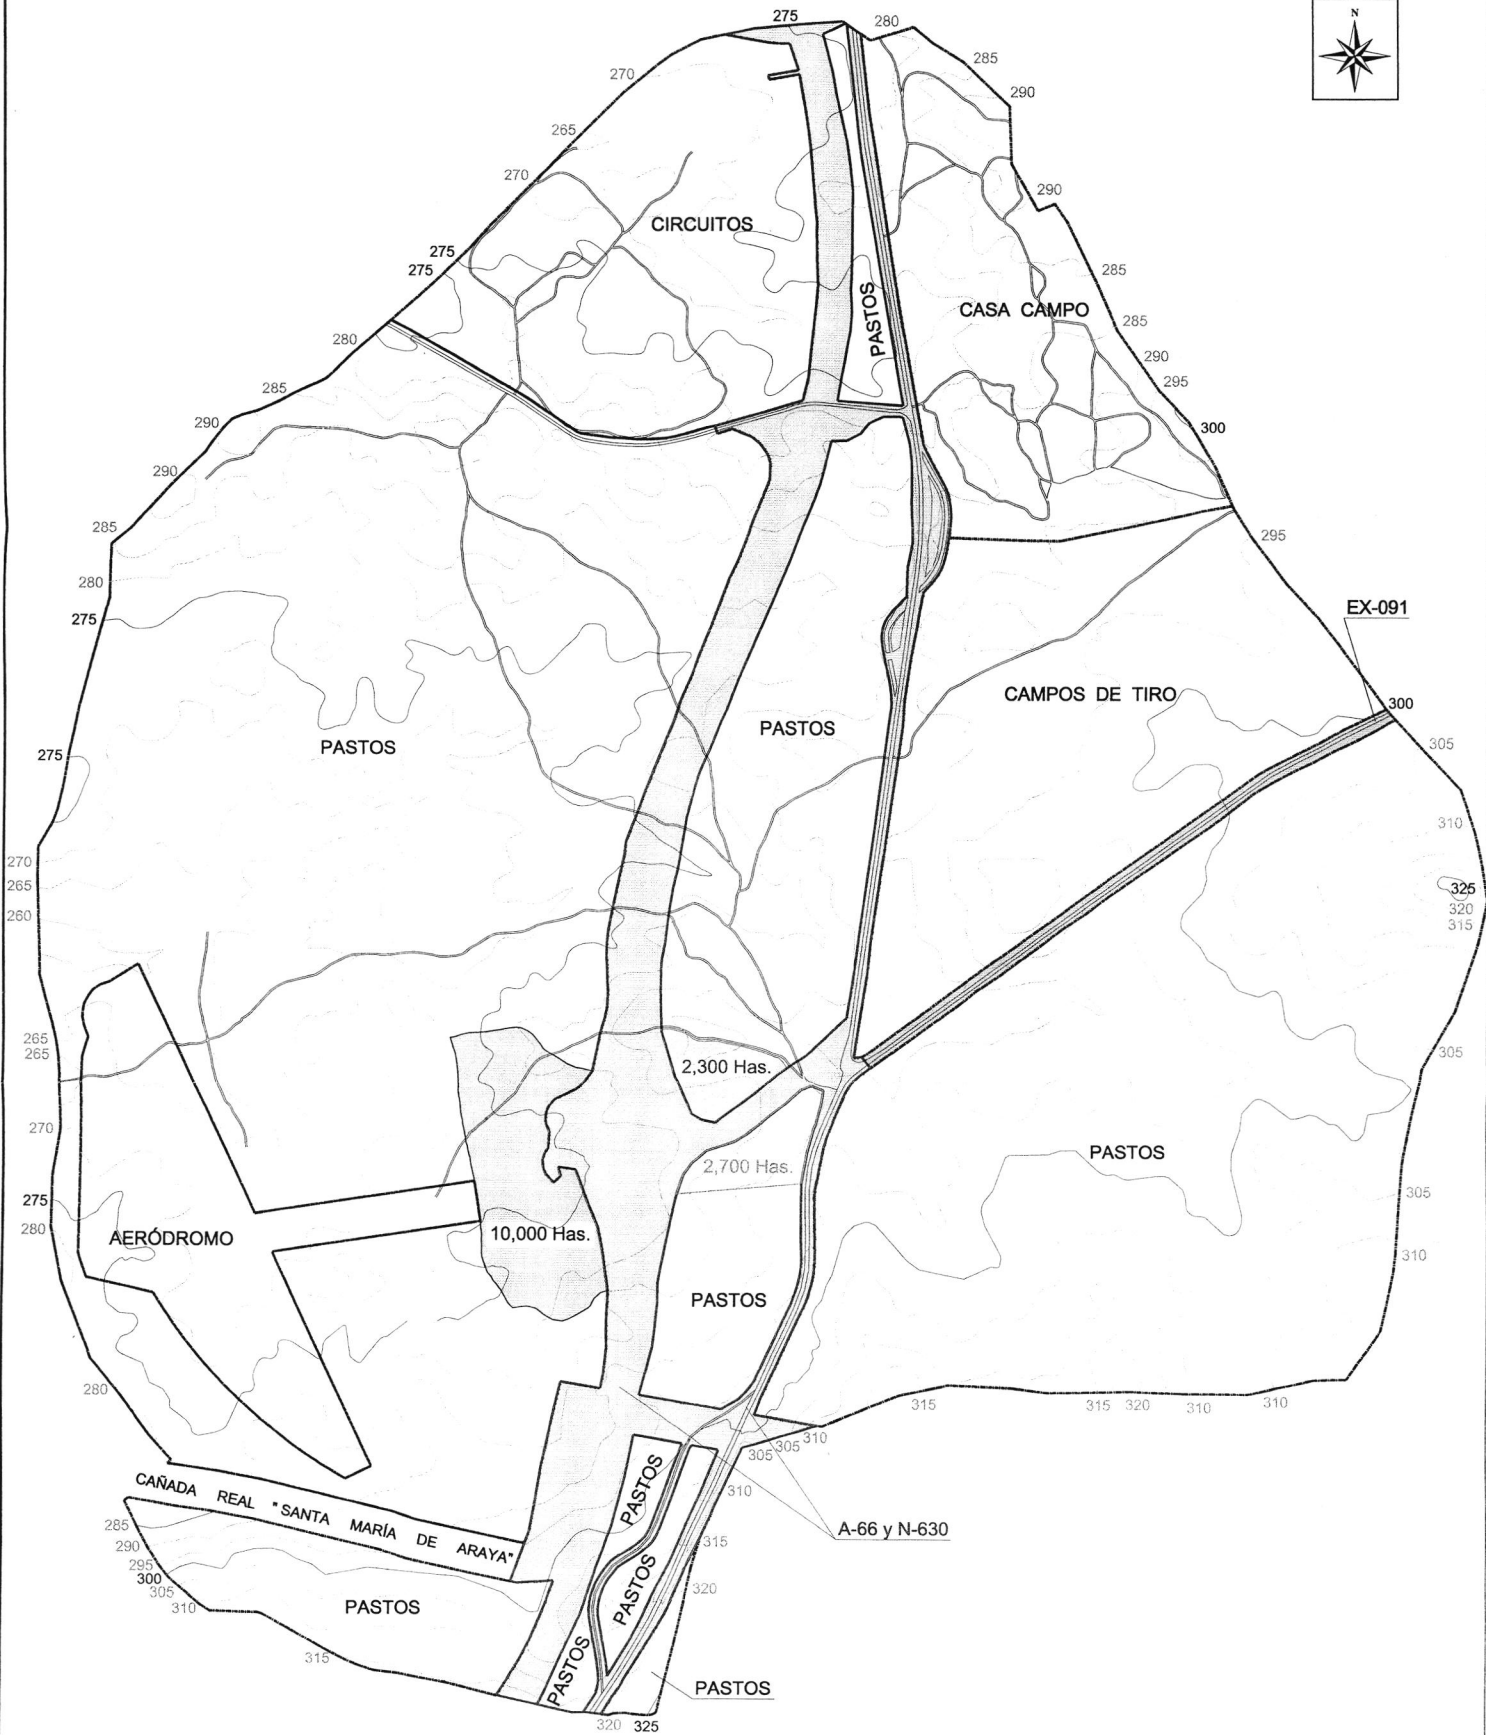 275
280
N
270
285
290
265
270
290
CIRCUITOS
275
275
285
PASTOS
CASA CAMPO
280
285
290
285
295
290
300
290
285
295
280
275
EX-091
CAMPOS DE TIRO
300
PASTOS
PASTOS
305
275
310
270
265
325
260
320
315
265
265
305
2,300 Has.
270
PASTOS
2,700 Has.
275
305
280
AERÓDROMO
10,000 Has.
310
PASTOS
280
315
315
320
310
310
310
305
305
CAÑADA REAL "SANTA MARÍA DE ARAYA"
PASTOS
310
285
A-66 y N-630
290
315
295
300
PASTOS
305
320
310
PASTOS
315
PASTOS
PASTOS
320
325